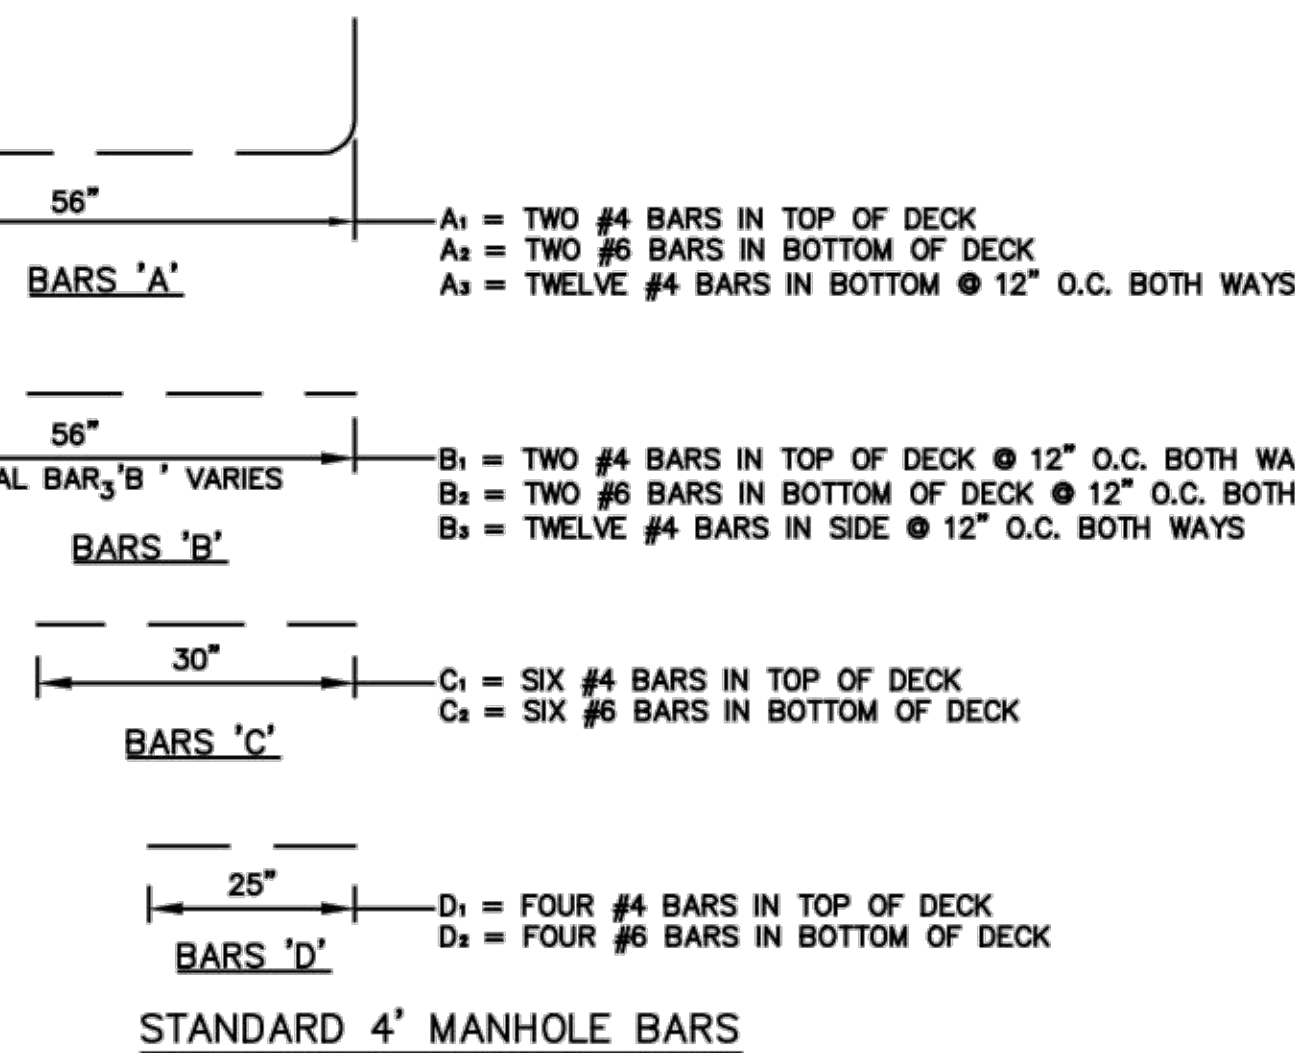 56"
A₁ = TWO #4 BARS IN TOP OF DECK
A₂ = TWO #6 BARS IN BOTTOM OF DECK
BARS 'A'
A₃ = TWELVE #4 BARS IN BOTTOM @ 12" O.C. BOTH WAYS
56"
B₁ = TWO #4 BARS IN TOP OF DECK @ 12" O.C. BOTH WA
AL BAR₃'B ' VARIES
B₂ = TWO #6 BARS IN BOTTOM OF DECK @ 12" O.C. BOTH
B₃ = TWELVE #4 BARS IN SIDE @ 12" O.C. BOTH WAYS
BARS 'B'
30"
C₁ = SIX #4 BARS IN TOP OF DECK
C₂ = SIX #6 BARS IN BOTTOM OF DECK
BARS 'C'
25"
D₁ = FOUR #4 BARS IN TOP OF DECK
D₂ = FOUR #6 BARS IN BOTTOM OF DECK
BARS 'D'
STANDARD 4' MANHOLE BARS